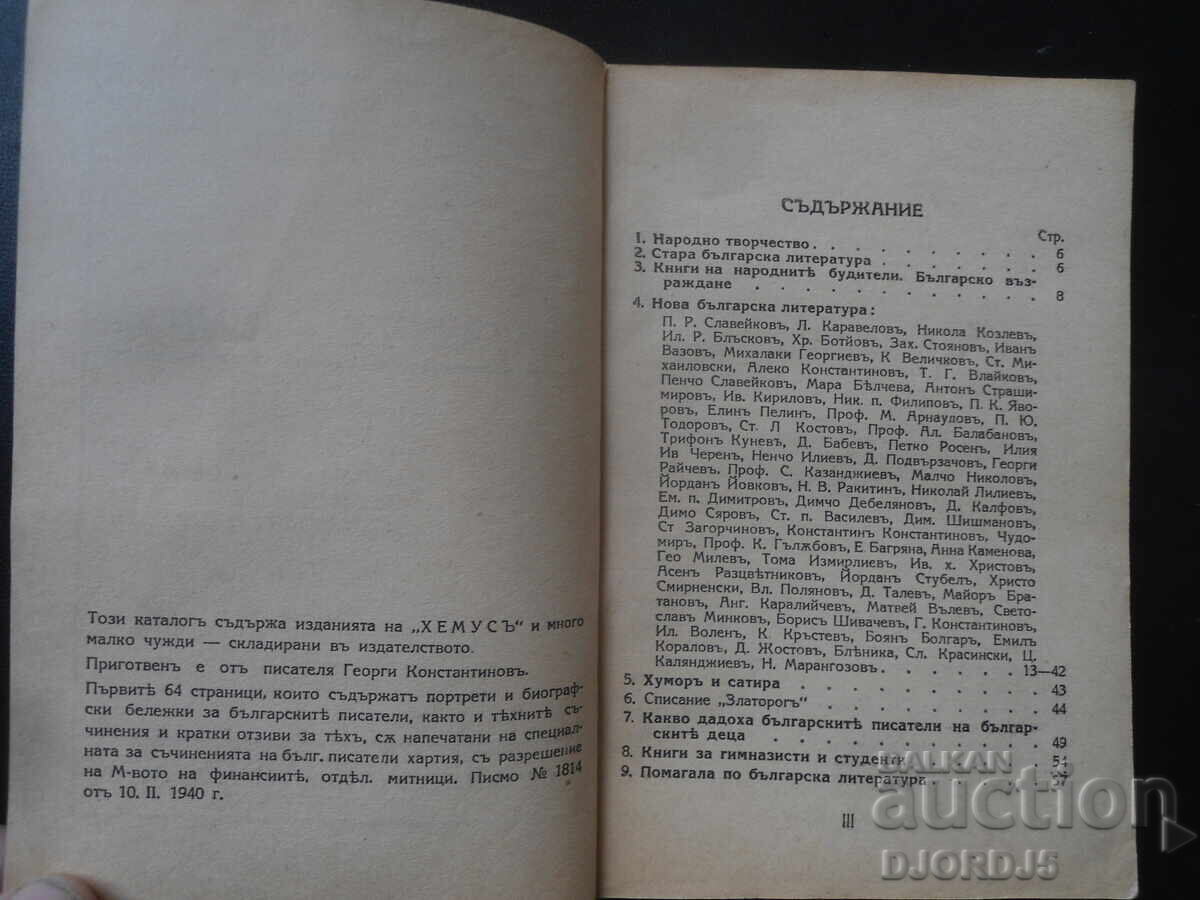 Този каталогъ съдържа изданията на „ХЕМУСЪ“ и много
малко чужди — складирани въ издателството.
Приготвенъ е отъ писателя Георги Константиновъ.
Първитѣ 64 страници, които съдържатъ портрети и биограф-
ски бележки за българскитѣ писатели, както и тѣхнитѣ съ-
чинения и кратки отзиви за тѣхъ, сѫ напечатани на специал-
ната за съчиненията на бълг. писатели хартия, съ разрешение
на М-вото на финансиитѣ, отдѣл. митници. Писмо № 1814
отъ 10. II. 1940 г.
СЪДЪРЖАНИЕ
Стр.
1. Народно творчество . . . . . . . . 6
2. Стара българска литература . . . . . . 6
3. Книги на народнитѣ будители. Българско въз-
раждане . . . . . . . . . . 8
4. Нова българска литература:
П. Р. Славейковъ, Л. Каравеловъ, Никола Козлевъ,
Ил. Р. Блъсковъ, Хр. Ботйовъ, Зах. Стояновъ, Иванъ
Вазовъ, Михалаки Георгиевъ, К Величковъ, Ст. Ми-
хаиловски, Алеко Константиновъ, Т. Г. Влайковъ,
Пенчо Славейковъ, Мара Бѣлчева, Антонъ Страши-
мировъ, Ив. Кириловъ, Ник. п. Филиповъ, П. К. Яво-
ровъ, Елинъ Пелинъ, Проф. М. Арнаудовъ, П. Ю.
Тодоровъ, Ст. Л Костовъ, Проф. Ал. Балабановъ,
Трифонъ Куневъ, Д. Бабевъ, Петко Росенъ, Илия
Ив Черенъ, Ненчо Илиевъ, Д. Подвързачовъ, Георги
Райчевъ, Проф. С. Казанджиевъ, Малчо Николовъ,
Йорданъ Йовковъ, Н. В. Ракитинъ, Николай Лилиевъ,
Ем. п. Димитровъ, Димчо Дебеляновъ, Д. Калфовъ,
Димо Сяровъ, Ст. п. Василевъ, Дим. Шишмановъ,
Ст Загорчиновъ, Константинъ Константиновъ, Чудо-
миръ, Проф. К. Гълѫбовъ, Е. Багряна, Анна Каменова,
Гео Милевъ, Тома Измирлиевъ, Ив. х. Христовъ,
Асенъ Разцвѣтниковъ, Йорданъ Стубелъ, Христо
Смирненски, Вл. Поляновъ, Д. Талевъ, Майоръ Бра-
тановъ, Анг. Каралийчевъ, Матвей Вълевъ, Свето-
славъ Минковъ, Борисъ Шивачевъ, Г. Константиновъ,
Ил. Воленъ, К. Кръстевъ, Боянъ Болгаръ, Емилъ
Кораловъ, Д. Жостовъ, Блѣника, Сл. Красински, Ц.
Калянджиевъ, Н. Марангозовъ . . . . . . 13—42
5. Хуморъ и сатира . . . . . . . . . 43
6. Списание „Златорогъ“ . . . . . . . . 44
7. Какво дадоха българскитѣ писатели на българ-
скитѣ деца . . . . . . . . . 49
8. Книги за гимназисти и студенти . . . . . 54
9. Помагала по българска литература . . . . . 57
III
BALKAN
auction
DJORDJ5